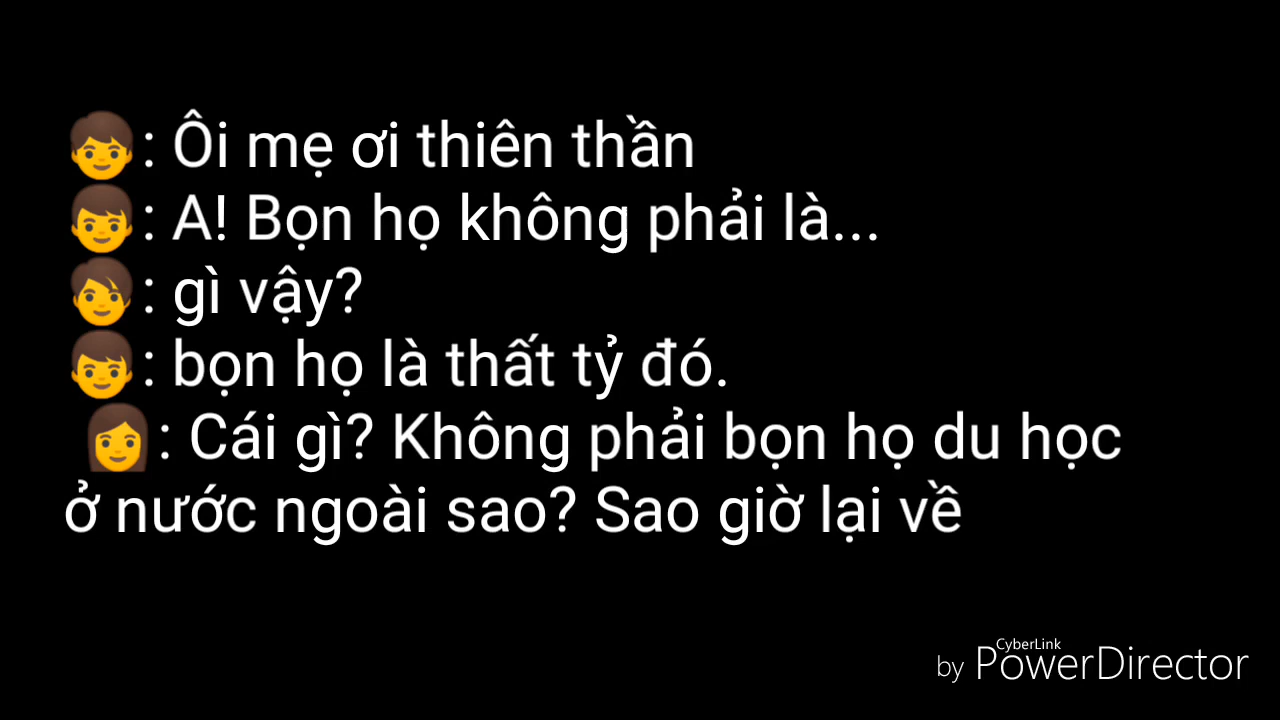 👦: Ôi mẹ ơi thiên thần
👦: A! Bọn họ không phải là...
👦: gì vậy?
👦: bọn họ là thất tỷ đó.
👩: Cái gì? Không phải bọn họ du học
ở nước ngoài sao? Sao giờ lại về
CyberLink
by PowerDirector